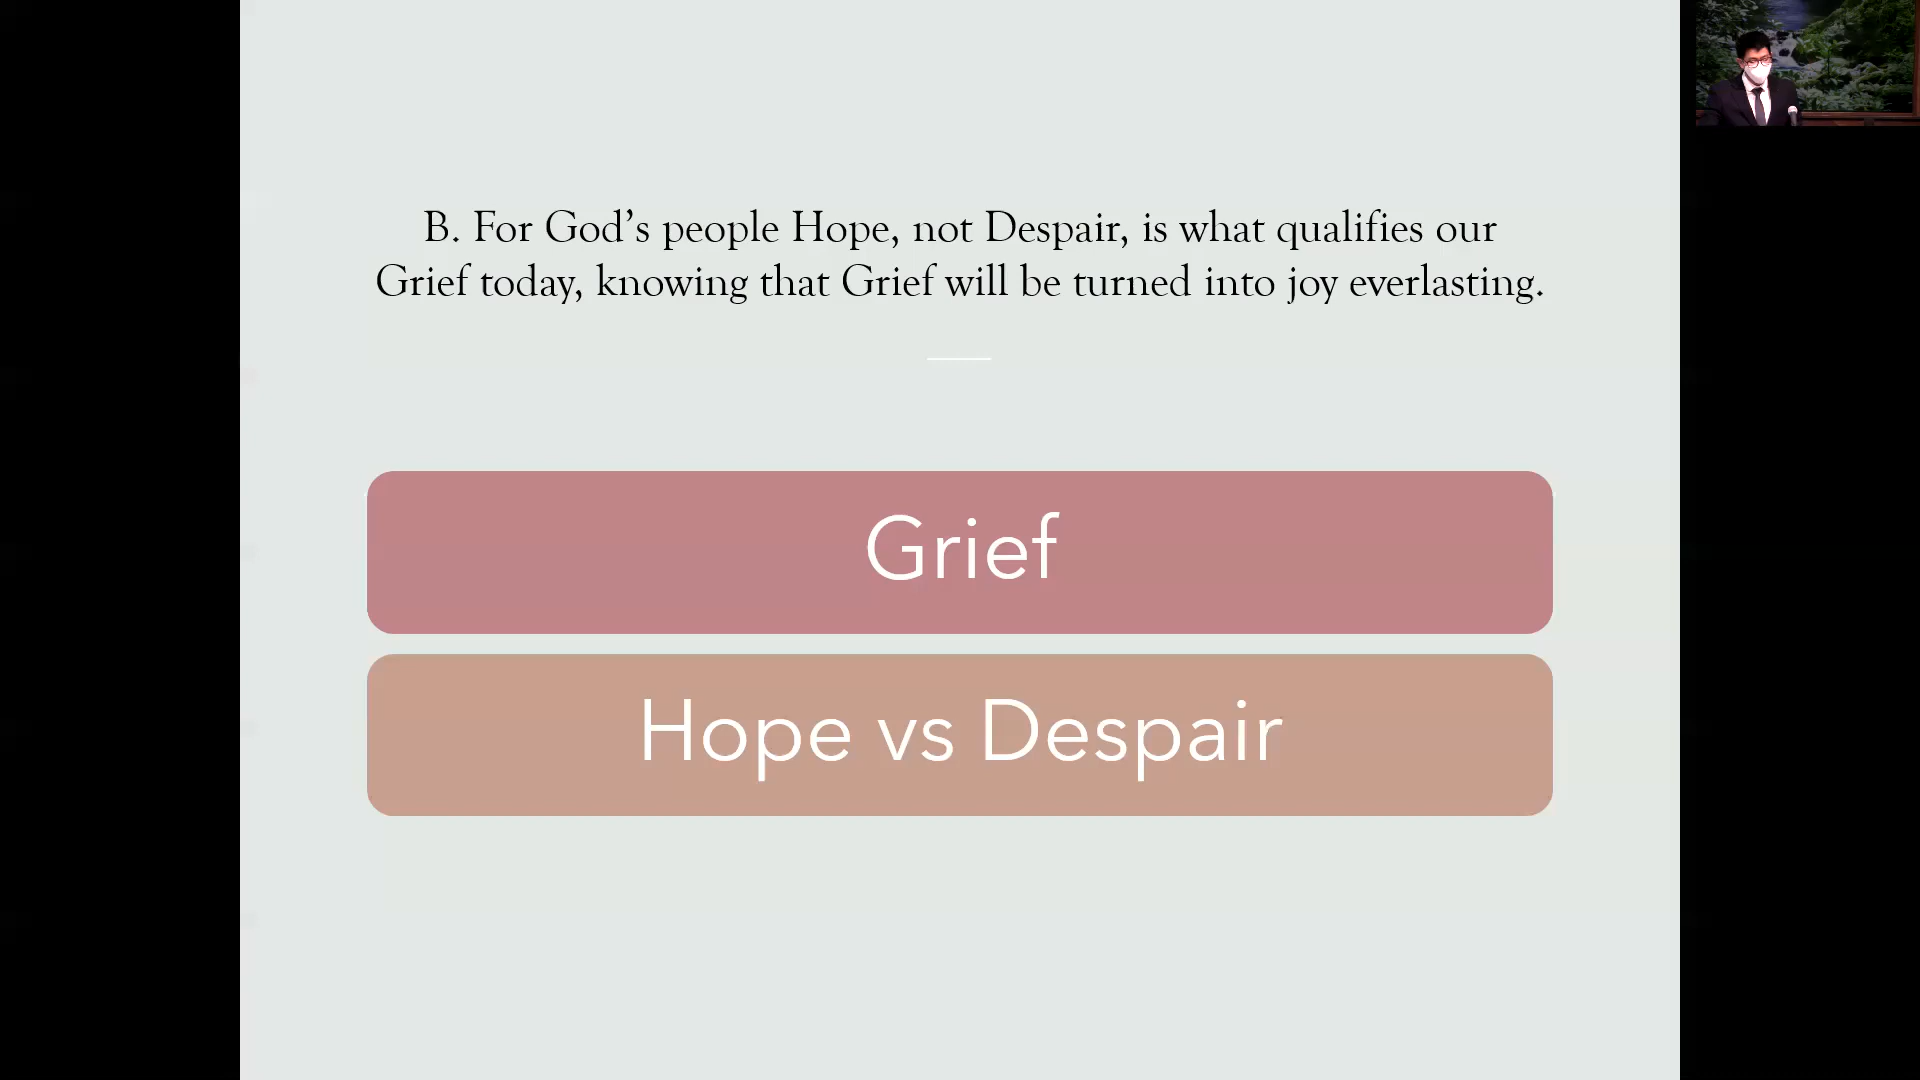 B. For God’s people Hope, not Despair, is what qualifies our
Grief today, knowing that Grief will be turned into joy everlasting.
Grief
Hope vs Despair